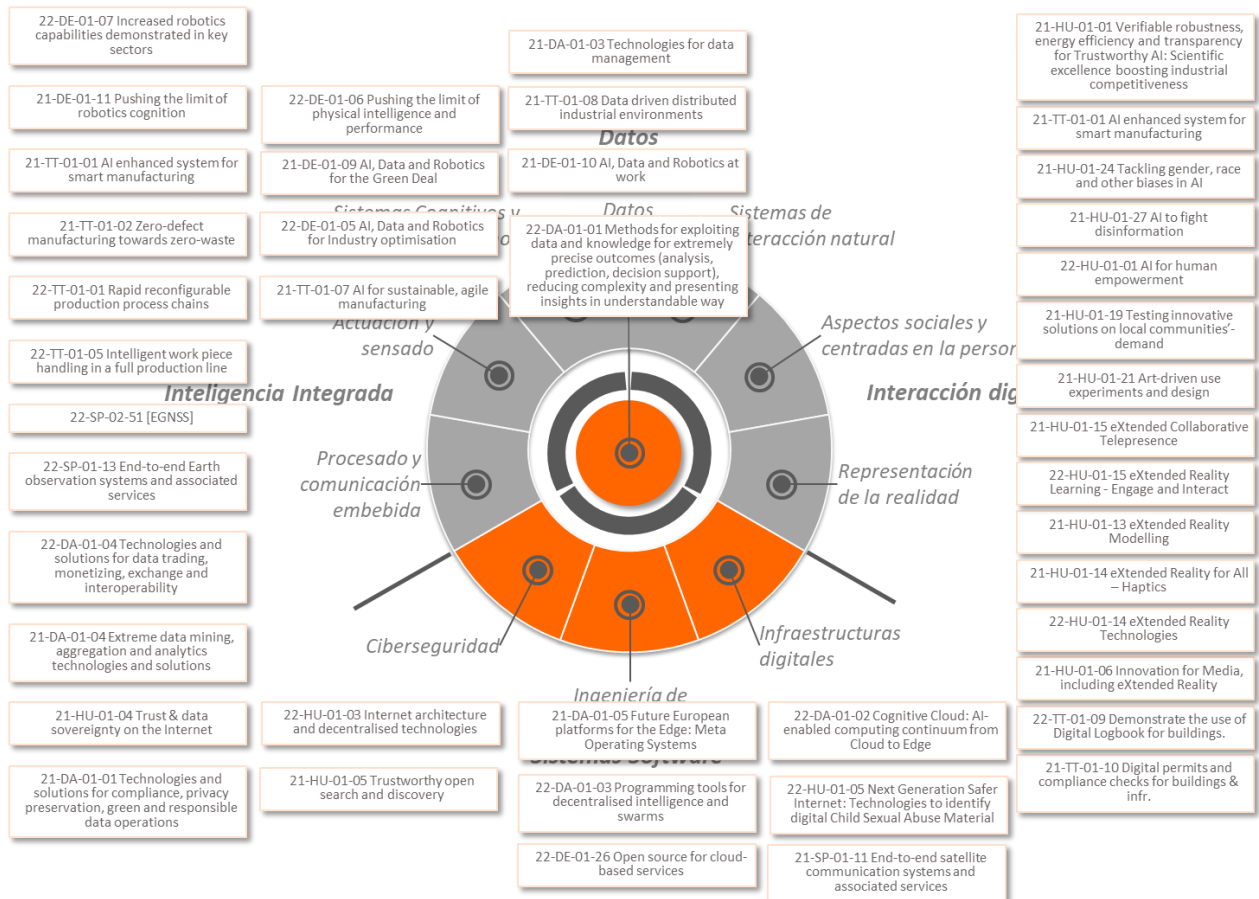 22-DE-01-07 Increased robotics
capabilities demonstrated in key
sectors
21-DE-01-11 Pushing the limit of
robotics cognition
21-TT-01-01 AI enhanced system for
smart manufacturing
21-TT-01-02 Zero-defect
manufacturing towards zero-waste
22-TT-01-01 Rapid reconfigurable
production process chains
22-TT-01-05 Intelligent work piece
handling in a full production line
22-SP-02-51 [EGNSS]
22-SP-01-13 End-to-end Earth
observation systems and associated
services
22-DA-01-04 Technologies and
solutions for data trading,
monetizing, exchange and
interoperability
21-DA-01-04 Extreme data mining,
aggregation and analytics
technologies and solutions
21-HU-01-04 Trust & data
sovereignty on the Internet
21-DA-01-01 Technologies and
solutions for compliance, privacy
preservation, green and responsible
data operations
22-DE-01-06 Pushing the limit of
physical intelligence and
performance
21-DE-01-09 AI, Data and Robotics
for the Green Deal
22-DE-01-05 AI, Data and Robotics
for Industry optimisation
21-TT-01-07 AI for sustainable, agile
manufacturing
21-DA-01-03 Technologies for data
management
21-TT-01-08 Data driven distributed
industrial environments
Datos
21-DE-01-10 AI, Data and Robotics at
work
Sistemas Cognitivos y
Datos
Sistemas de
natural
22-DA-01-01 Methods for exploiting
data and knowledge for extremely
precise outcomes (analysis,
prediction, decision support),
reducing complexity and presenting
insights in understandable way
Actuación y
sensado
Aspectos sociales y
centradas en la
Inteligencia Integrada
Interacción
Procesado y
comunicación
embebida
Representación
de la realidad
Ciberseguridad
Infraestructuras
digitales
Ingeniería de
Sistemas Software
22-HU-01-03 Internet architecture
and decentralised technologies
21-HU-01-05 Trustworthy open
search and discovery
21-DA-01-05 Future European
platforms for the Edge: Meta
Operating Systems
22-DA-01-03 Programming tools for
decentralised intelligence and
swarms
22-DE-01-26 Open source for cloud-
based services
22-DA-01-02 Cognitive Cloud: AI-
enabled computing continuum from
Cloud to Edge
22-HU-01-05 Next Generation Safer
Internet: Technologies to identify
digital Child Sexual Abuse Material
21-SP-01-11 End-to-end satellite
communication systems and
associated services
21-HU-01-01 Verifiable robustness,
energy efficiency and transparency
for Trustworthy AI: Scientific
excellence boosting industrial
competitiveness
21-TT-01-01 AI enhanced system for
smart manufacturing
21-HU-01-24 Tackling gender, race
and other biases in AI
21-HU-01-27 AI to fight
disinformation
22-HU-01-01 AI for human
empowerment
21-HU-01-19 Testing innovative
solutions on local communities'-
demand
21-HU-01-21 Art-driven use
experiments and design
21-HU-01-15 eXtended Collaborative
Telepresence
22-HU-01-15 eXtended Reality
Learning - Engage and Interact
21-HU-01-13 eXtended Reality
Modelling
21-HU-01-14 eXtended Reality for All
– Haptics
22-HU-01-14 eXtended Reality
Technologies
21-HU-01-06 Innovation for Media,
including eXtended Reality
22-TT-01-09 Demonstrate the use of
Digital Logbook for buildings.
21-TT-01-10 Digital permits and
compliance checks for buildings &
infr.